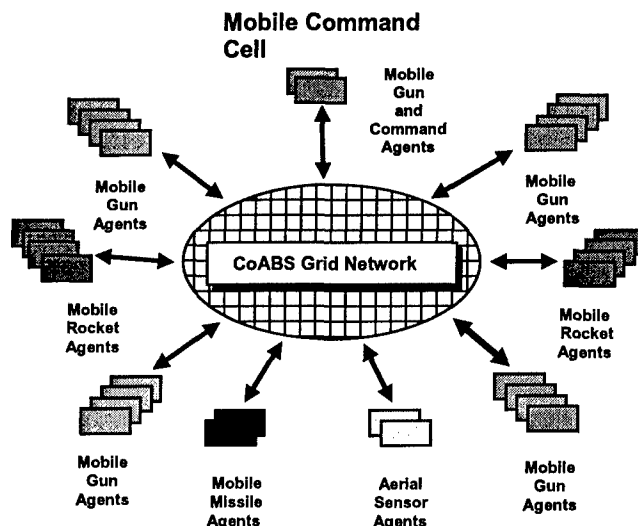 Mobile Command
Cell
Mobile
Gun
and
Command
Agents
Mobile
Gun
Agents
Mobile
Gun
Agents
CoABS Grid Network
Mobile
Rocket
Agents
Mobile
Rocket
Agents
Mobile
Gun
Agents
Mobile
Missile
Agents
Aerial
Sensor
Agents
Mobile
Gun
Agents